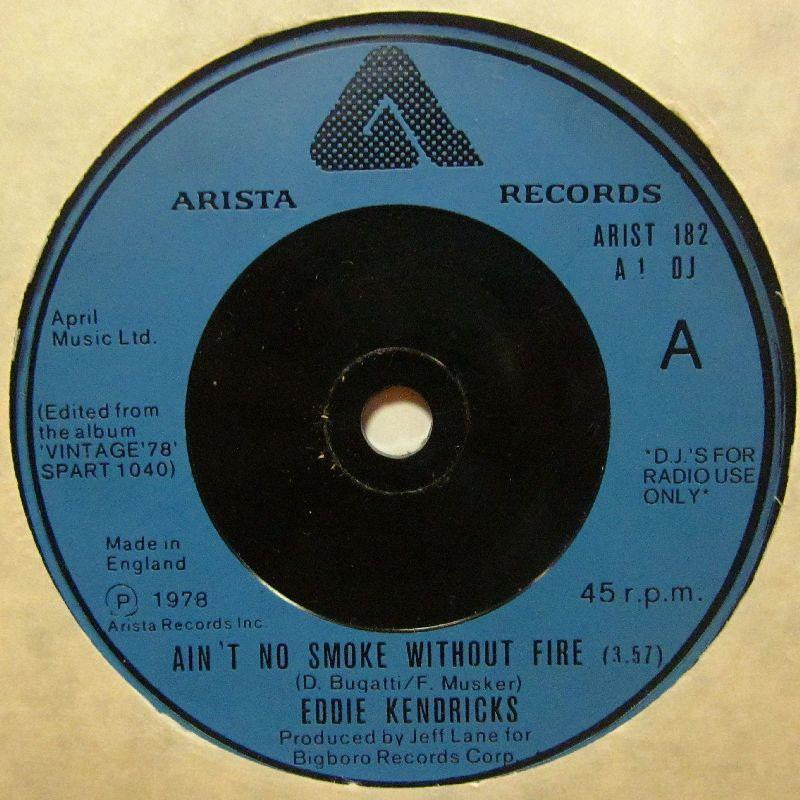 ARISTA RECORDS
ARIST 182
A1 DJ
A
April
Music Ltd.
(Edited from
the album
'VINTAGE'78'
SPART 1040)
*D.J.'S FOR
RADIO USE
ONLY*
Made in
England
Ⓟ 1978
Arista Records Inc.
45 r.p.m.
AIN'T NO SMOKE WITHOUT FIRE (3.57)
(D. Bugatti/F. Musker)
EDDIE KENDRICKS
Produced by Jeff Lane for
Bigboro Records Corp.